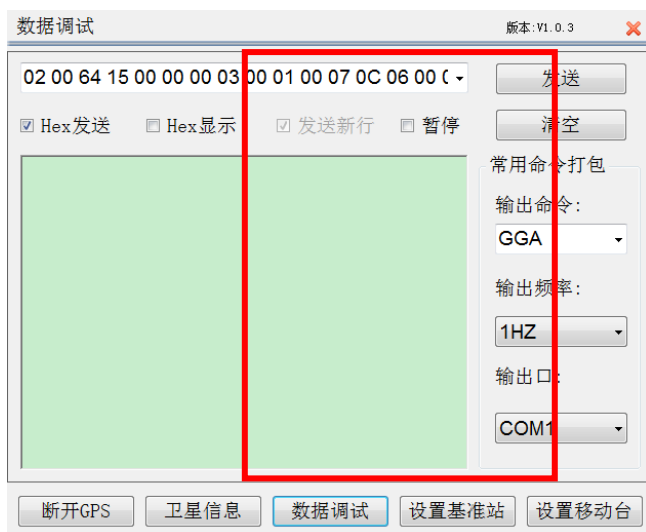 数据调试 版本:V1.0.3
02 00 64 15 00 00 00 03 00 01 00 07 0C 06 00 发送
Hex发送 Hex显示 发送新行 暂停 清空
常用命令打包
输出命令:
GGA
输出频率:
1HZ
输出口:
COM1
断开GPS 卫星信息 数据调试 设置基准站 设置移动台